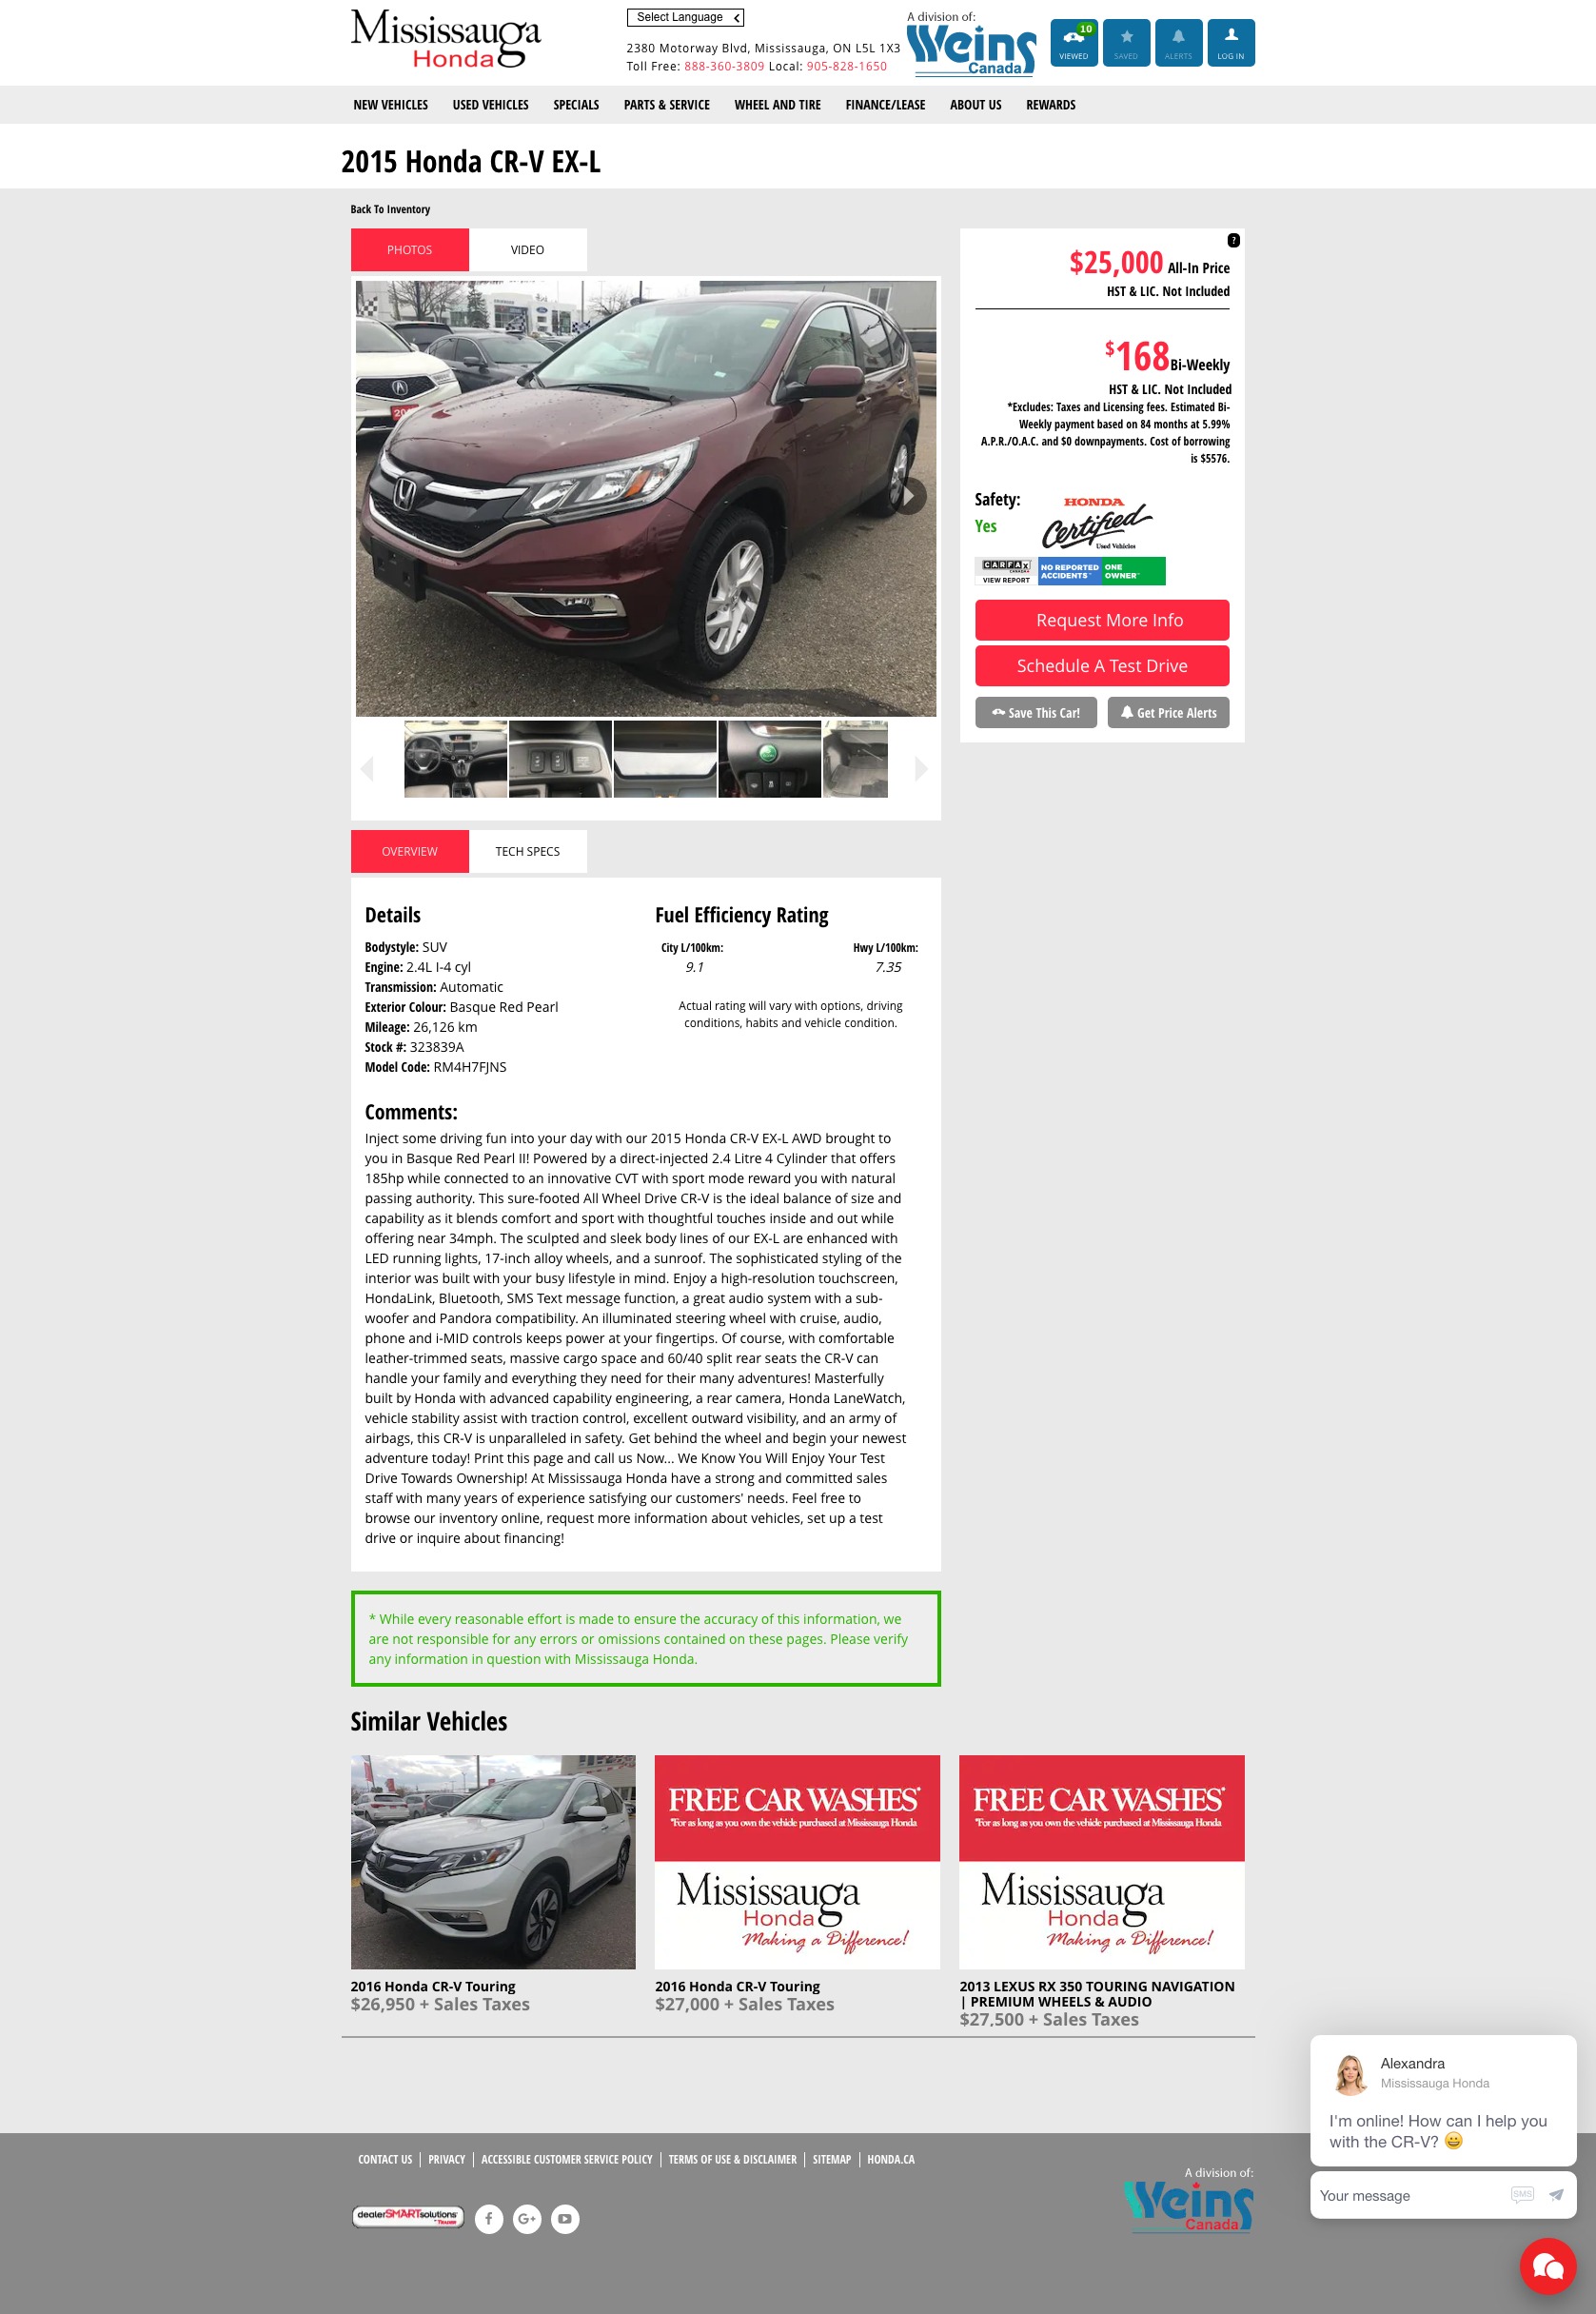 Mississauga
Honda
Select Language
2380 Motorway Blvd, Mississauga, ON L5L 1X3
Toll Free: 888-360-3809 Local: 905-828-1650
A division of:
Weins
Canada
10
VIEWED
SAVED
ALERTS
LOG IN
NEW VEHICLES USED VEHICLES SPECIALS PARTS & SERVICE WHEEL AND TIRE FINANCE/LEASE ABOUT US REWARDS
2015 Honda CR-V EX-L
Back To Inventory
PHOTOS VIDEO
?
$25,000 All-In Price
HST & LIC. Not Included
$168Bi-Weekly
HST & LIC. Not Included
*Excludes: Taxes and Licensing fees. Estimated Bi-
Weekly payment based on 84 months at 5.99%
A.P.R./O.A.C. and $0 downpayments. Cost of borrowing
is $5576.
Safety:
Yes
HONDA
Certified
Used Vehicles
CARFAX
CANADA
VIEW REPORT
NO REPORTED
ACCIDENTS
ONE
OWNER
Request More Info
Schedule A Test Drive
Save This Car!
Get Price Alerts
OVERVIEW TECH SPECS
Details
Bodystyle: SUV
Engine: 2.4L I-4 cyl
Transmission: Automatic
Exterior Colour: Basque Red Pearl
Mileage: 26,126 km
Stock #: 323839A
Model Code: RM4H7FJNS
Fuel Efficiency Rating
City L/100km: Hwy L/100km:
9.1 7.35
Actual rating will vary with options, driving
conditions, habits and vehicle condition.
Comments:
Inject some driving fun into your day with our 2015 Honda CR-V EX-L AWD brought to
you in Basque Red Pearl II! Powered by a direct-injected 2.4 Litre 4 Cylinder that offers
185hp while connected to an innovative CVT with sport mode reward you with natural
passing authority. This sure-footed All Wheel Drive CR-V is the ideal balance of size and
capability as it blends comfort and sport with thoughtful touches inside and out while
offering near 34mph. The sculpted and sleek body lines of our EX-L are enhanced with
LED running lights, 17-inch alloy wheels, and a sunroof. The sophisticated styling of the
interior was built with your busy lifestyle in mind. Enjoy a high-resolution touchscreen,
HondaLink, Bluetooth, SMS Text message function, a great audio system with a sub-
woofer and Pandora compatibility. An illuminated steering wheel with cruise, audio,
phone and i-MID controls keeps power at your fingertips. Of course, with comfortable
leather-trimmed seats, massive cargo space and 60/40 split rear seats the CR-V can
handle your family and everything they need for their many adventures! Masterfully
built by Honda with advanced capability engineering, a rear camera, Honda LaneWatch,
vehicle stability assist with traction control, excellent outward visibility, and an army of
airbags, this CR-V is unparalleled in safety. Get behind the wheel and begin your newest
adventure today! Print this page and call us Now... We Know You Will Enjoy Your Test
Drive Towards Ownership! At Mississauga Honda have a strong and committed sales
staff with many years of experience satisfying our customers' needs. Feel free to
browse our inventory online, request more information about vehicles, set up a test
drive or inquire about financing!
* While every reasonable effort is made to ensure the accuracy of this information, we
are not responsible for any errors or omissions contained on these pages. Please verify
any information in question with Mississauga Honda.
Similar Vehicles
FREE CAR WASHES*
*For as long as you own the vehicle purchased at Mississauga Honda
Mississauga
Honda
Making a Difference!
FREE CAR WASHES*
*For as long as you own the vehicle purchased at Mississauga Honda
Mississauga
Honda
Making a Difference!
2016 Honda CR-V Touring
$26,950 + Sales Taxes
2016 Honda CR-V Touring
$27,000 + Sales Taxes
2013 LEXUS RX 350 TOURING NAVIGATION
| PREMIUM WHEELS & AUDIO
$27,500 + Sales Taxes
Alexandra
Mississauga Honda
I'm online! How can I help you
with the CR-V? 😀
Your message
SMS
CONTACT US PRIVACY ACCESSIBLE CUSTOMER SERVICE POLICY TERMS OF USE & DISCLAIMER SITEMAP HONDA.CA
dealerSMARTsolutions
f G+
A division of:
Weins
Canada